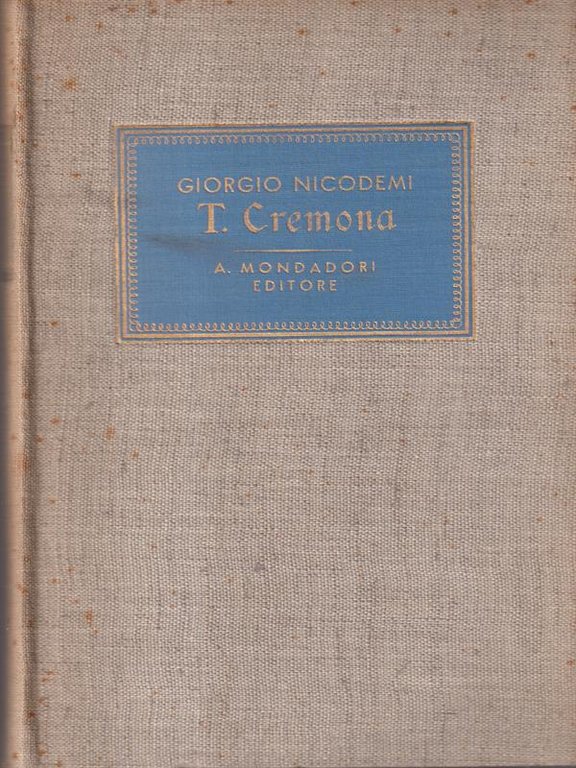 GIORGIO NICODEMI
T. Cremona
A. MONDADORI
EDITORE